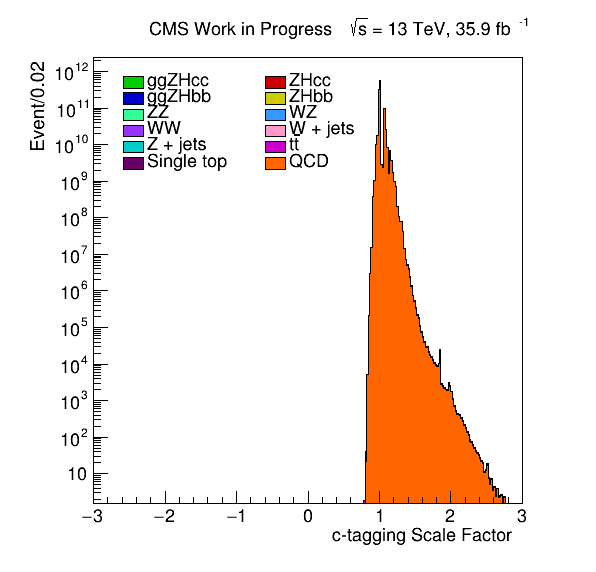 CMS Work in Progress √s = 13 TeV, 35.9 fb -1
Event/0.02
10^12
10^11
10^10
10^9
10^8
10^7
10^6
10^5
10^4
10^3
10^2
10
ggZHcc ZHcc
ggZHbb ZHbb
ZZ WZ
WW W + jets
Z + jets tt̅
Single top QCD
−3 −2 −1 0 1 2 3
c-tagging Scale Factor